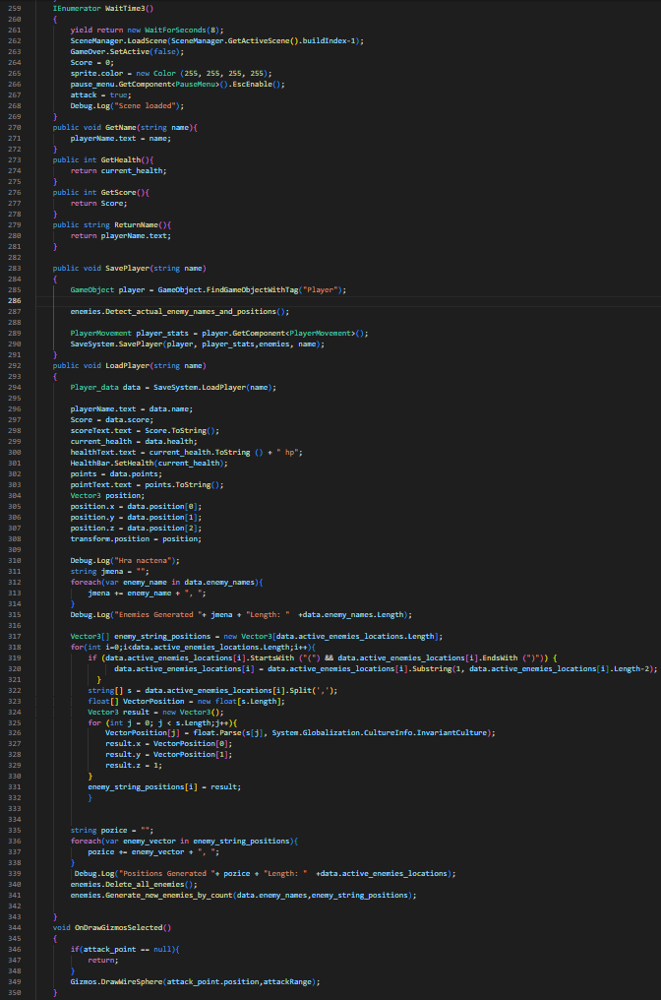 259 IEnumerator WaitTime3()
260 {
261 yield return new WaitForSeconds(8);
262 SceneManager.LoadScene(SceneManager.GetActiveScene().buildIndex-1);
263 GameOver.SetActive(false);
264 Score = 0;
265 sprite.color = new Color (255, 255, 255, 255);
266 pause_menu.GetComponent<PauseMenu>().EscEnable();
267 attack = true;
268 Debug.Log("Scene loaded");
269 }
270 public void GetName(string name){
271 playerName.text = name;
272 }
273 public int GetHealth(){
274 return current_health;
275 }
276 public int GetScore(){
277 return Score;
278 }
279 public string ReturnName(){
280 return playerName.text;
281 }
282
283 public void SavePlayer(string name)
284 {
285 GameObject player = GameObject.FindGameObjectWithTag("Player");
286
287 enemies.Detect_actual_enemy_names_and_positions();
288
289 PlayerMovement player_stats = player.GetComponent<PlayerMovement>();
290 SaveSystem.SavePlayer(player, player_stats,enemies, name);
291 }
292 public void LoadPlayer(string name)
293 {
294 Player_data data = SaveSystem.LoadPlayer(name);
295
296 playerName.text = data.name;
297 Score = data.score;
298 scoreText.text = Score.ToString();
299 current_health = data.health;
300 healthText.text = current_health.ToString () + " hp";
301 HealthBar.SetHealth(current_health);
302 points = data.points;
303 pointText.text = points.ToString();
304 Vector3 position;
305 position.x = data.position[0];
306 position.y = data.position[1];
307 position.z = data.position[2];
308 transform.position = position;
309
310 Debug.Log("Hra nactena");
311 string jmena = "";
312 foreach(var enemy_name in data.enemy_names){
313 jmena += enemy_name + ", ";
314 }
315 Debug.Log("Enemies Generated "+ jmena + "Length: " +data.enemy_names.Length);
316
317 Vector3[] enemy_string_positions = new Vector3[data.active_enemies_locations.Length];
318 for(int i=0;i<data.active_enemies_locations.Length;i++){
319 if (data.active_enemies_locations[i].StartsWith ("(") && data.active_enemies_locations[i].EndsWith (")")) {
320 data.active_enemies_locations[i] = data.active_enemies_locations[i].Substring(1, data.active_enemies_locations[i].Length-2);
321 }
322 string[] s = data.active_enemies_locations[i].Split(',');
323 float[] VectorPosition = new float[s.Length];
324 Vector3 result = new Vector3();
325 for (int j = 0; j < s.Length;j++){
326 VectorPosition[j] = float.Parse(s[j], System.Globalization.CultureInfo.InvariantCulture);
327 result.x = VectorPosition[0];
328 result.y = VectorPosition[1];
329 result.z = 1;
330 }
331 enemy_string_positions[i] = result;
332 }
333
334
335 string pozice = "";
336 foreach(var enemy_vector in enemy_string_positions){
337 pozice += enemy_vector + ", ";
338 }
339 Debug.Log("Positions Generated "+ pozice + "Length: " +data.active_enemies_locations);
340 enemies.Delete_all_enemies();
341 enemies.Generate_new_enemies_by_count(data.enemy_names,enemy_string_positions);
342
343 }
344 void OnDrawGizmosSelected()
345 {
346 if(attack_point == null){
347 return;
348 }
349 Gizmos.DrawWireSphere(attack_point.position,attackRange);
350 }